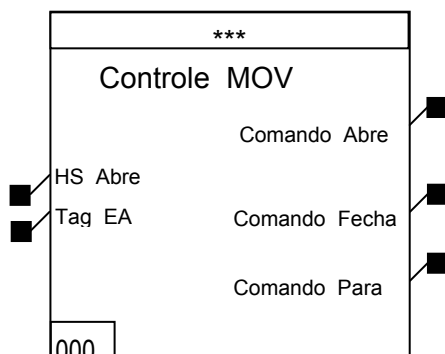 ***
Controle MOV
Comando Abre
HS Abre
Tag EA
Comando Fecha
Comando Para
000